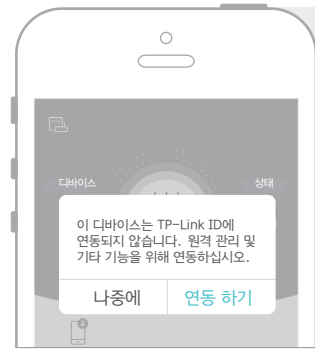 디바이스
상태
이 디바이스는 TP-Link ID에
연동되지 않습니다. 원격 관리 및
기타 기능을 위해 연동하십시오.
나중에
연동 하기